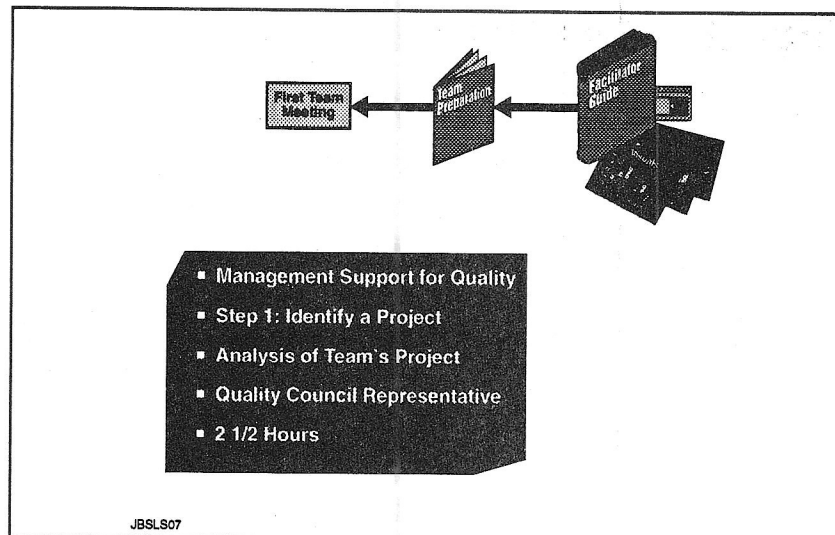 First Team
Meeting
Team
Preparation
Facilitator
Guide
▪ Management Support for Quality
▪ Step 1: Identify a Project
▪ Analysis of Team's Project
▪ Quality Council Representative
▪ 2 1/2 Hours
JBSLS07